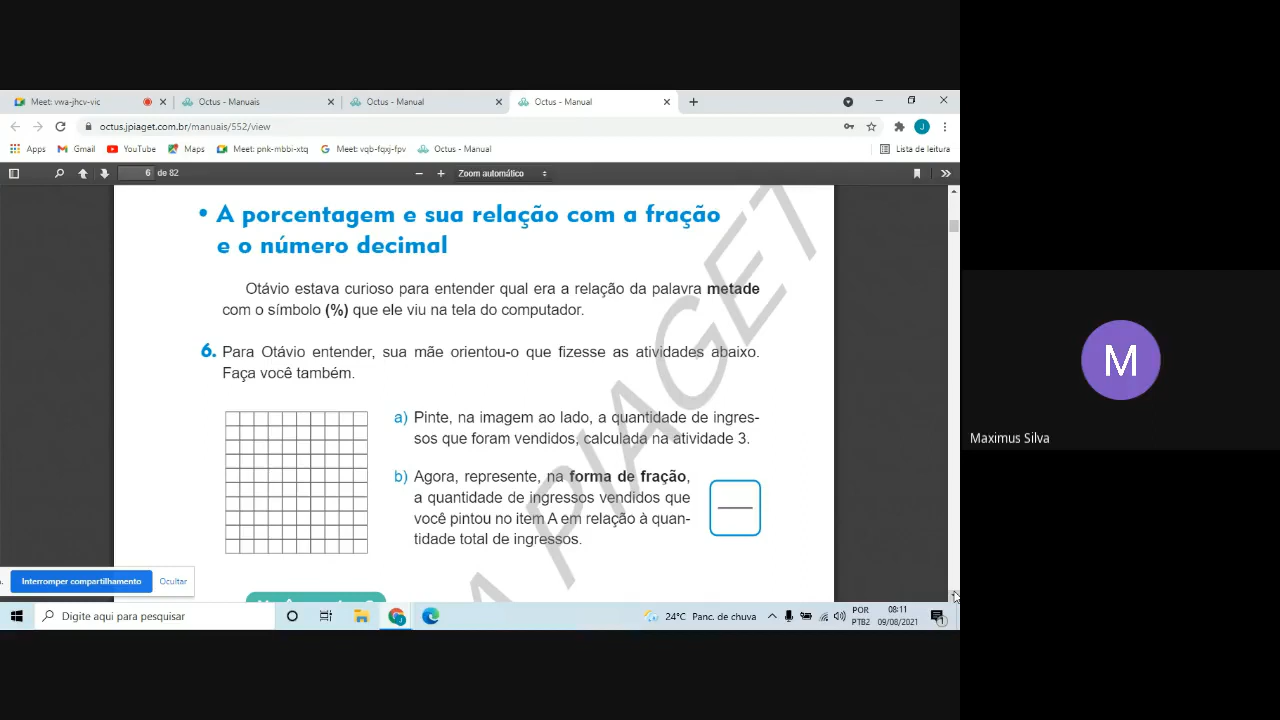 Meet: vwa-jhcv-vic
Octus - Manuais
Octus - Manual
Octus - Manual
octus.jpiaget.com.br/manuais/552/view
Apps
Gmail
YouTube
Maps
Meet: pnk-mbbi-xtq
Meet: vqb-fqxj-fpv
Octus - Manual
Lista de leitura
6 de 82
Zoom automático
• A porcentagem e sua relação com a fração
e o número decimal
Otávio estava curioso para entender qual era a relação da palavra metade
com o símbolo (%) que ele viu na tela do computador.
6. Para Otávio entender, sua mãe orientou-o que fizesse as atividades abaixo.
Faça você também.
a) Pinte, na imagem ao lado, a quantidade de ingres-
sos que foram vendidos, calculada na atividade 3.
b) Agora, represente, na forma de fração,
a quantidade de ingressos vendidos que
você pintou no item A em relação à quan-
tidade total de ingressos.
A PIAGET
Interromper compartilhamento
Ocultar
Digite aqui para pesquisar
24°C Panc. de chuva
POR
PTB2
08:11
09/08/2021
1
J
M
Maximus Silva